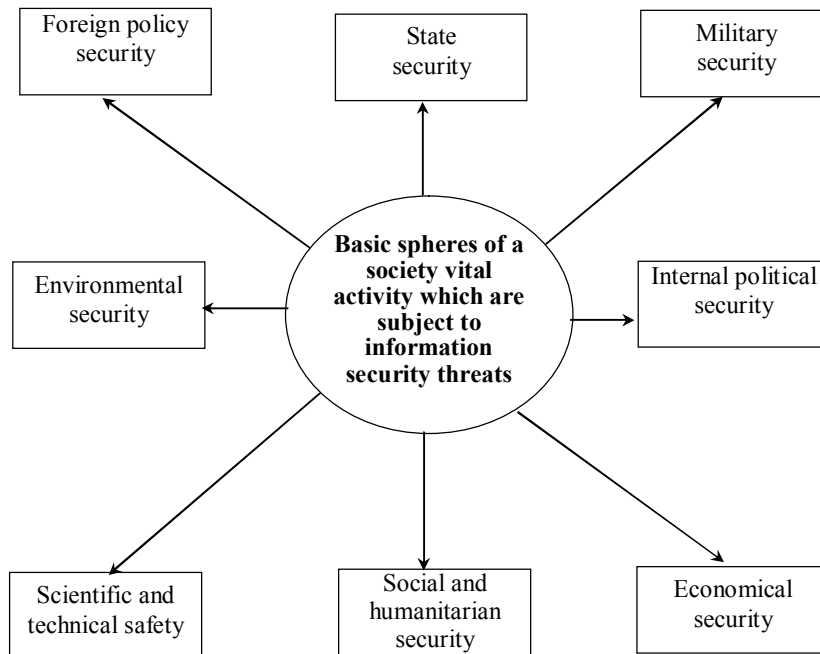 Foreign policy
security
State
security
Military
security
Basic spheres of a
society vital
activity which are
subject to
information
security threats
Environmental
security
Internal political
security
Scientific and
technical safety
Social and
humanitarian
security
Economical
security